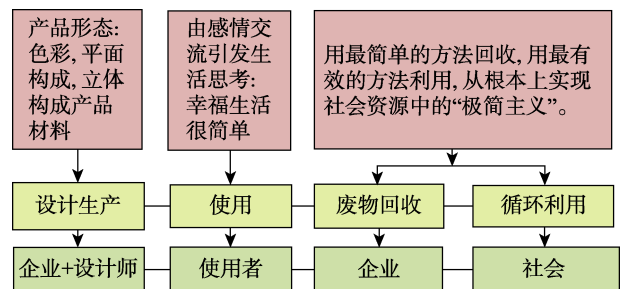 产品形态:
色彩, 平面
构成, 立体
构成产品
材料
由感情交
流引发生
活思考:
幸福生活
很简单
用最简单的方法回收, 用最有
效的方法利用, 从根本上实现
社会资源中的“极简主义”。
设计生产
使用
废物回收
循环利用
企业+设计师
使用者
企业
社会